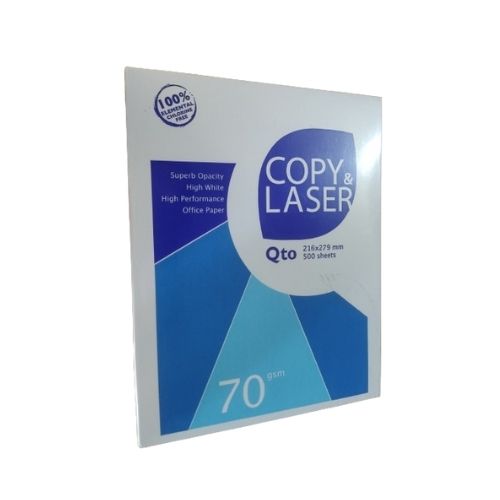 100%
ELEMENTAL
CHLORINE
FREE
Superb Opacity
High White
High Performance
Office Paper
COPY &
LASER
Qto 216x279 mm
500 sheets
70 gsm